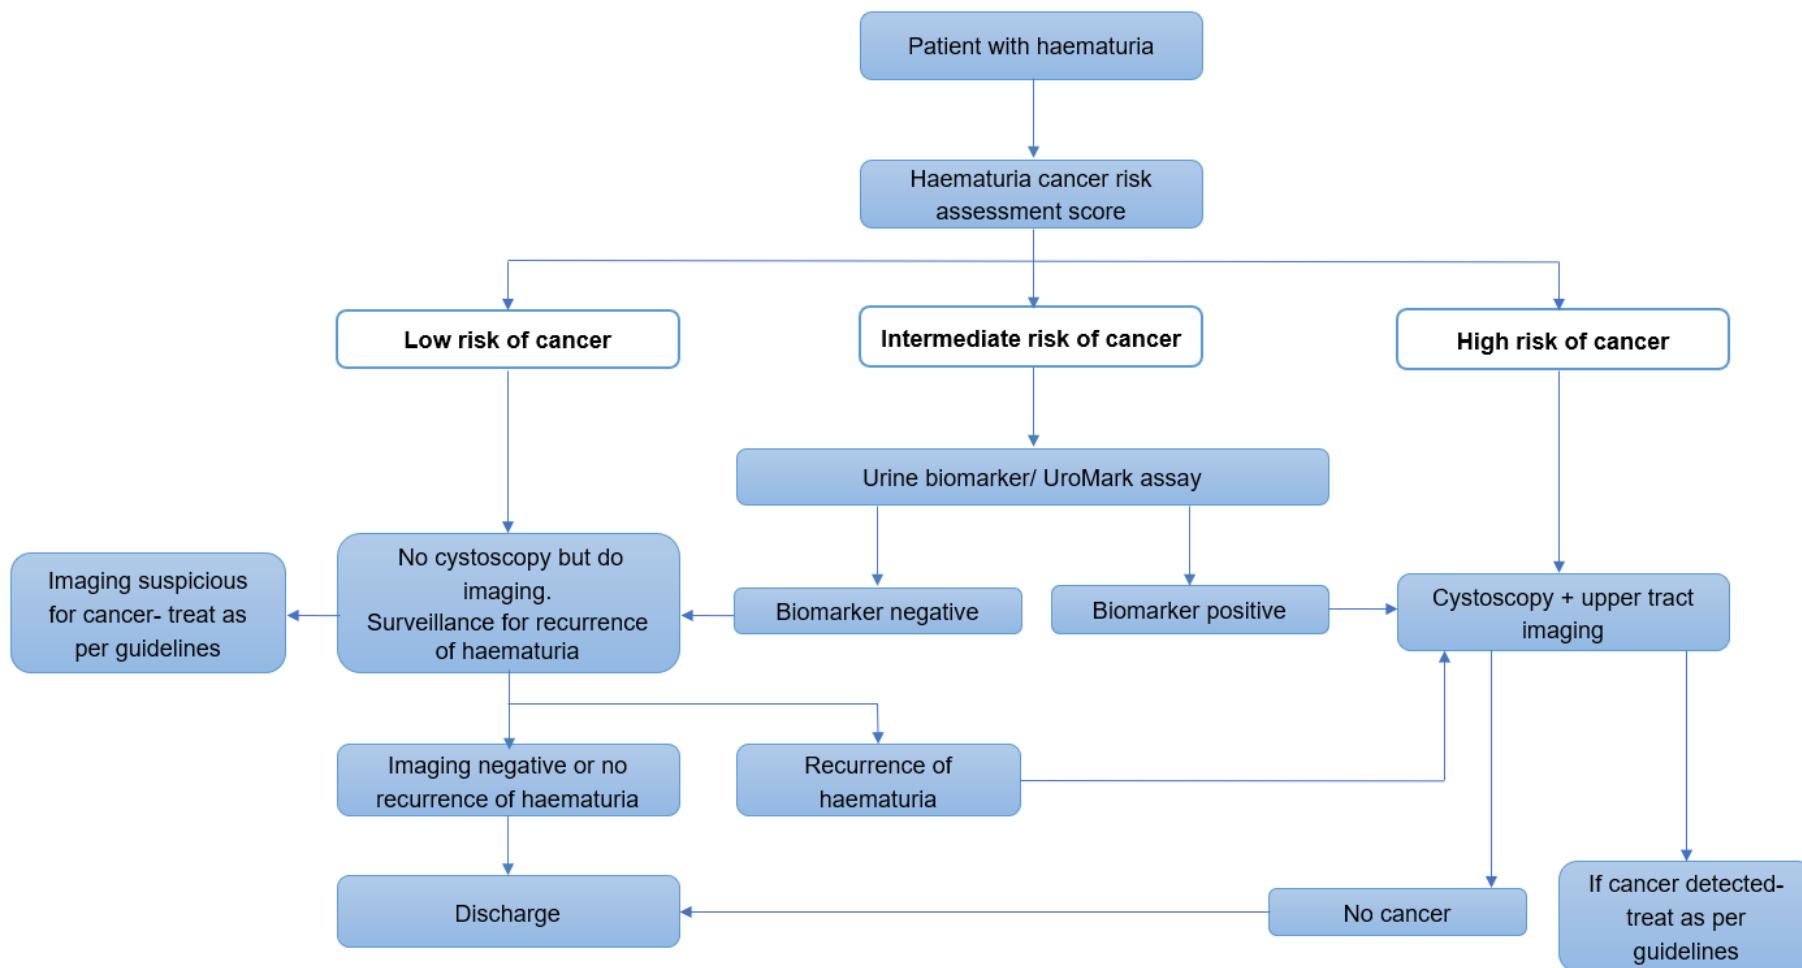 Patient with haematuria
Haematuria cancer risk
assessment score
Low risk of cancer
Intermediate risk of cancer
High risk of cancer
Urine biomarker/ UroMark assay
Imaging suspicious
for cancer- treat as
per guidelines
No cystoscopy but do
imaging.
Surveillance for recurrence
of haematuria
Biomarker negative
Biomarker positive
Cystoscopy + upper tract
imaging
Imaging negative or no
recurrence of haematuria
Recurrence of
haematuria
Discharge
No cancer
If cancer detected-
treat as per
guidelines